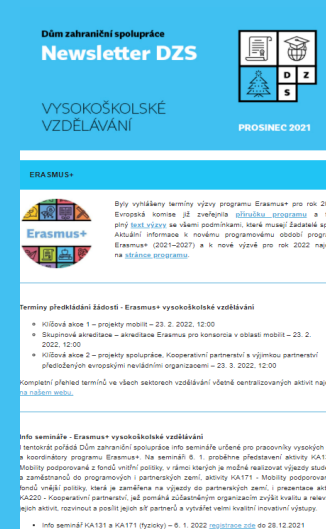 Dům zahraniční spolupráce
Newsletter DZS
D Z
S
VYSOKOŠKOLSKÉ
VZDĚLÁVÁNÍ
PROSINEC 2021
ERASMUS+
Erasmus+
Byly vyhlášeny termíny výzvy programu Erasmus+ pro rok
Evropská komise již zveřejnila příručku programu a
plný text výzvy se všemi podmínkami, které musejí žadatelé
Aktuální informace k novému programovému období
Erasmus+ (2021–2027) a k nové výzvě pro rok 2022
na stránce programu.
Termíny předkládání žádostí - Erasmus+ vysokoškolské vzdělávání
Klíčová akce 1 – projekty mobilit – 23. 2. 2022, 12:00
Skupinové akreditace – akreditace Erasmus pro konsorcia v oblasti mobilit – 23. 2.
2022, 12:00
Klíčová akce 2 – projekty spolupráce, Kooperativní partnerství s výjimkou partnerství
předložených evropskými nevládními organizacemi – 23. 3. 2022, 12:00
Kompletní přehled termínů ve všech sektorech vzdělávání včetně centralizovaných aktivit
na našem webu.
Info semináře - Erasmus+ vysokoškolské vzdělávání
I tentokrát pořádá Dům zahraniční spolupráce info semináře určené pro pracovníky vysokých
a koordinátory programu Erasmus+. Na semináři 6. 1. proběhne představení aktivity
Mobility podporované z fondů vnitřní politiky, v rámci kterých je možné realizovat výjezdy
a zaměstnanců do programových i partnerských zemí, aktivity KA171 - Mobility
fondů vnější politiky, která je zaměřena na výjezdy do partnerských zemí, i prezentace
KA220 - Kooperativní partnerství, jež pomáhá zúčastněným organizacím zvýšit kvalitu a
jejich aktivit, rozvinout a posílit jejich síť partnerů a vytvářet velmi kvalitní inovativní výstupy.
Info seminář KA131 a KA171 (fyzicky) – 6. 1. 2022 registrace zde do 28.12.2021